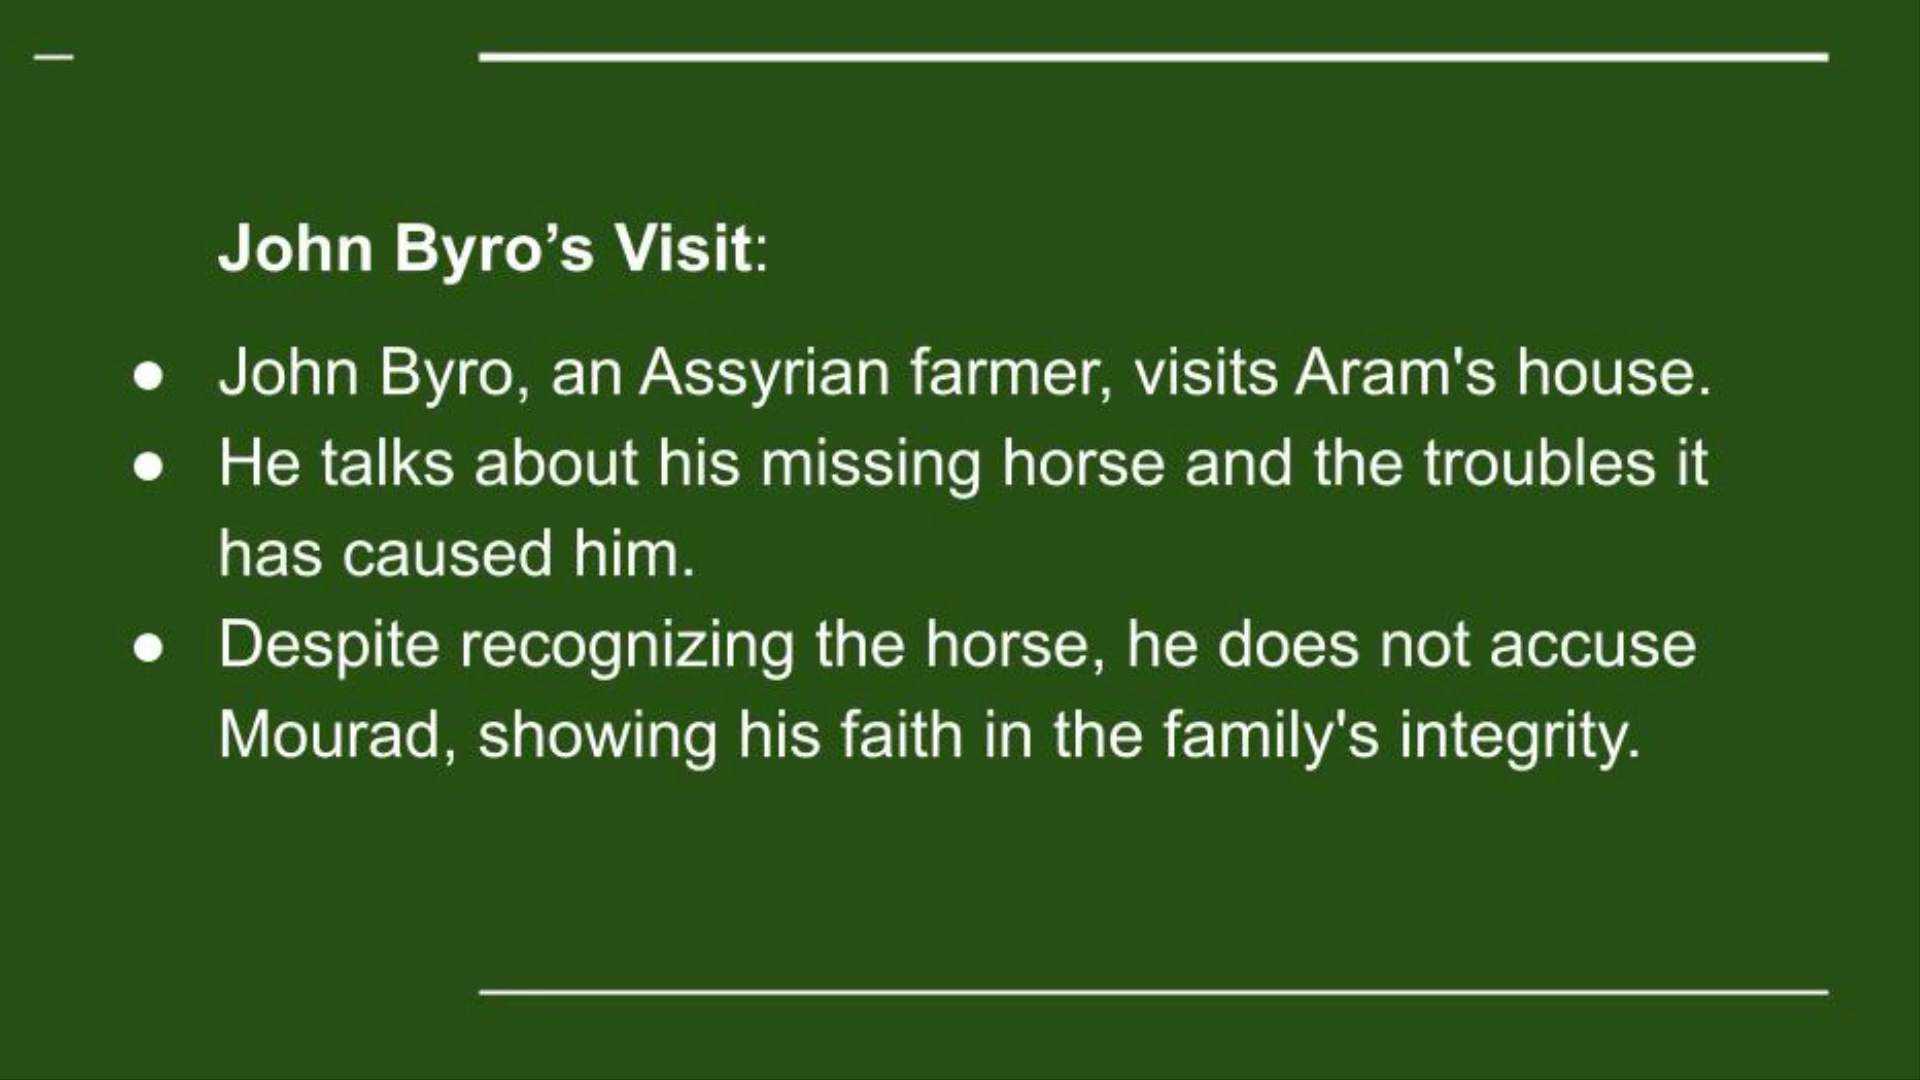 John Byro’s Visit:
● John Byro, an Assyrian farmer, visits Aram's house.
● He talks about his missing horse and the troubles it
has caused him.
● Despite recognizing the horse, he does not accuse
Mourad, showing his faith in the family's integrity.